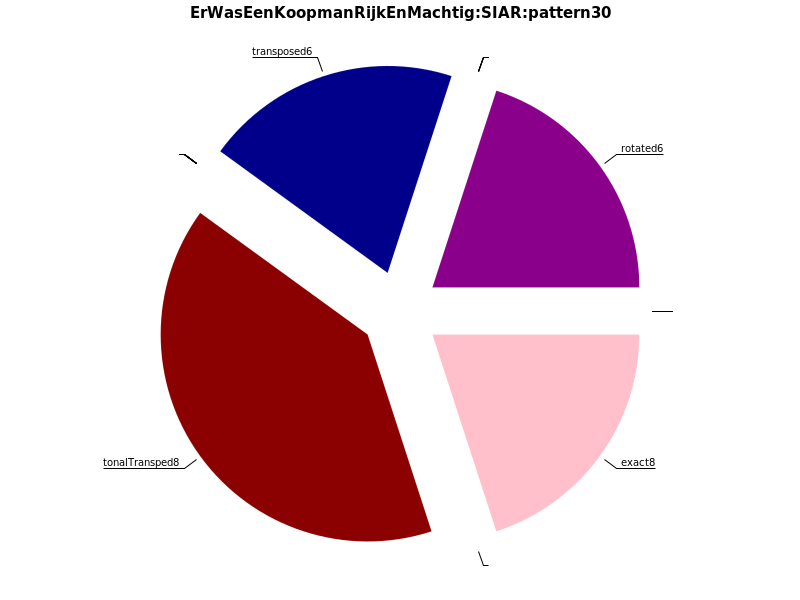 ErWasEenKoopmanRijkEnMachtig:SIAR:pattern30
transposed6
rotated6
tonalTransped8
exact8